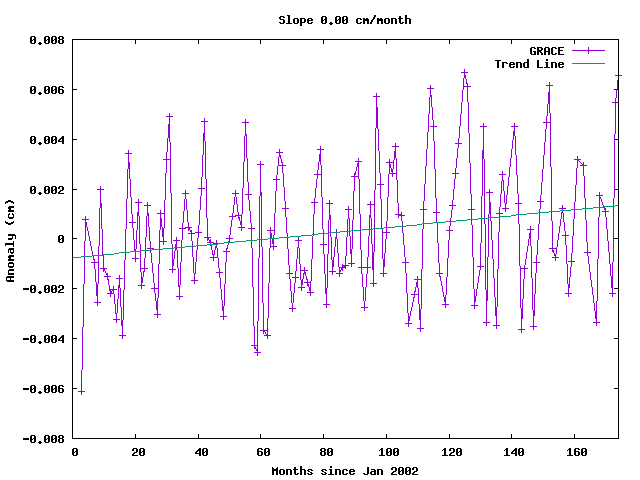 Slope 0.00 cm/month
0.008
GRACE
Trend Line
0.006
0.004
0.002
0
-0.002
-0.004
-0.006
-0.008
Anomaly (cm)
0 20 40 60 80 100 120 140 160
Months since Jan 2002